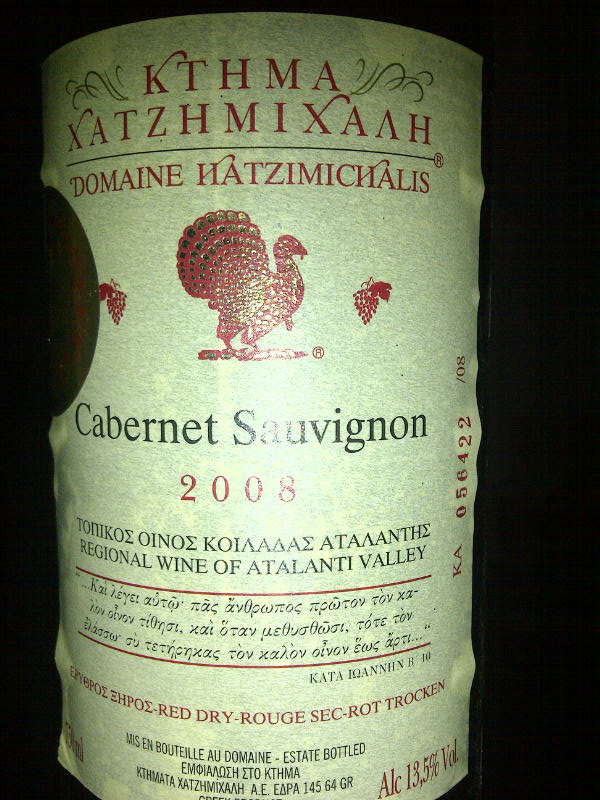 ΚΤΗΜΑ
ΧΑΤΖΗΜΙΧΑΛΗ
®
DOMAINE HATZIMICHALIS
®
Cabernet Sauvignon
2008
ΤΟΠΙΚΟΣ ΟΙΝΟΣ ΚΟΙΛΑΔΑΣ ΑΤΑΛΑΝΤΗΣ
REGIONAL WINE OF ATALANTI VALLEY
"...Καὶ λέγει αὐτῷ· πᾶς ἄνθρωπος πρῶτον τὸν κα-
λὸν οἶνον τίθησι, καὶ ὅταν μεθυσθῶσι, τότε τὸν
ἐλάσσω· σὺ τετήρηκας τὸν καλὸν οἶνον ἕως ἄρτι..."
ΚΑΤΑ ΙΩΑΝΝΗΝ Β 10
ΕΡΥΘΡΟΣ ΞΗΡΟΣ-RED DRY-ROUGE SEC-ROT TROCKEN
750ml
MIS EN BOUTEILLE AU DOMAINE - ESTATE BOTTLED
ΕΜΦΙΑΛΩΣΗ ΣΤΟ ΚΤΗΜΑ
ΚΤΗΜΑΤΑ ΧΑΤΖΗΜΙΧΑΛΗ Α.Ε. ΕΔΡΑ 145 64 GR
GREEK PRODUCT
Alc 13,5% Vol.
KA 056422 /08